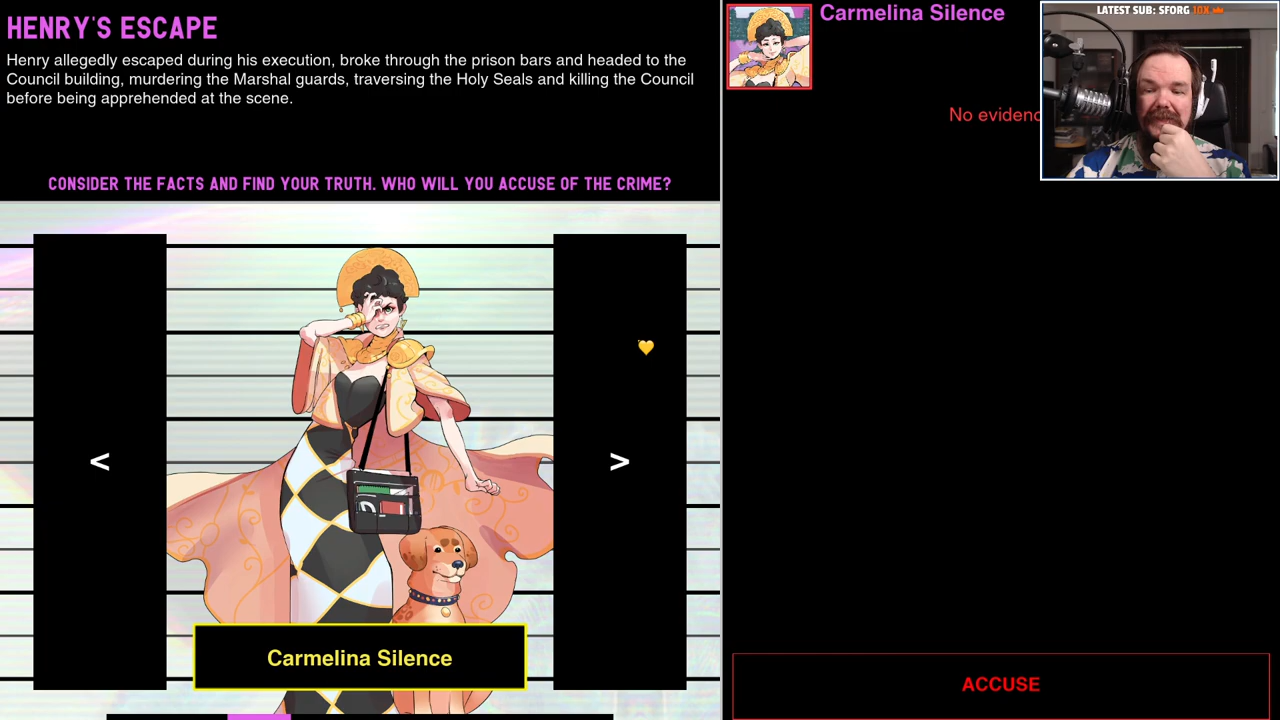 HENRY'S ESCAPE
Henry allegedly escaped during his execution, broke through the prison bars and headed to the
Council building, murdering the Marshal guards, traversing the Holy Seals and killing the Council
before being apprehended at the scene.
CONSIDER THE FACTS AND FIND YOUR TRUTH. WHO WILL YOU ACCUSE OF THE CRIME?
<
>
Carmelina Silence
Carmelina Silence
No evidenc
ACCUSE
LATEST SUB: SFORG 10X